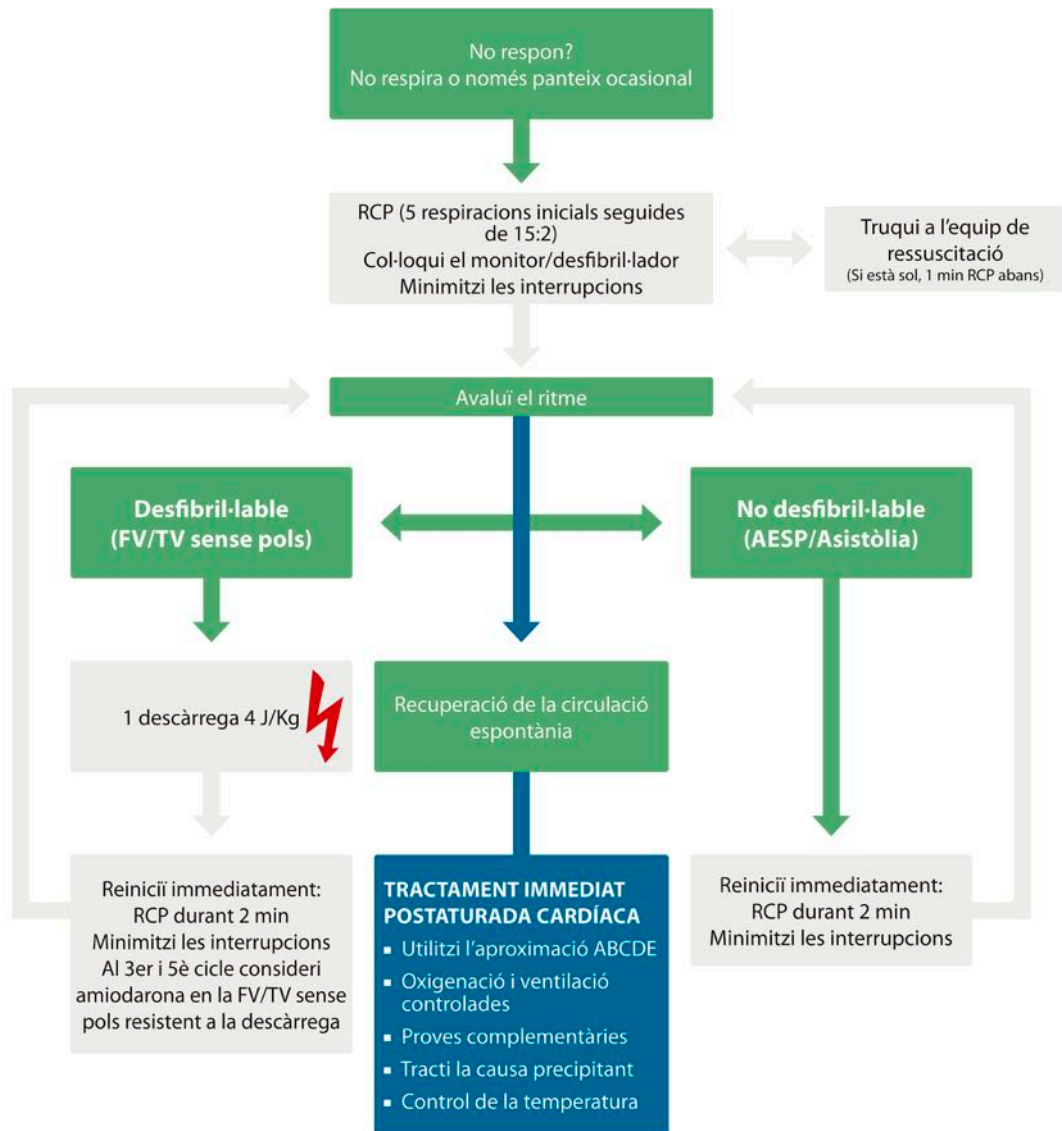 No respon?
No respira o només panteix ocasional
RCP (5 respiracions inicials seguides
de 15:2)
Col·loqui el monitor/desfibril·lador
Minimitzi les interrupcions
Truqui a l’equip de
ressuscitació
(Si està sol, 1 min RCP abans)
Avaluï el ritme
Desfibril·lable
(FV/TV sense pols)
No desfibril·lable
(AESP/Asistòlia)
1 descàrrega 4 J/Kg
Recuperació de la circulació
espontània
Reiniciï immediatament:
RCP durant 2 min
Minimitzi les interrupcions
Al 3er i 5è cicle consideri
amiodarona en la FV/TV sense
pols resistent a la descàrrega
TRACTAMENT IMMEDIAT
POSTATURADA CARDÍACA
▪ Utilitzi l’aproximació ABCDE
▪ Oxigenació i ventilació
controlades
▪ Proves complementàries
▪ Tracti la causa precipitant
▪ Control de la temperatura
Reiniciï immediatament:
RCP durant 2 min
Minimitzi les interrupcions